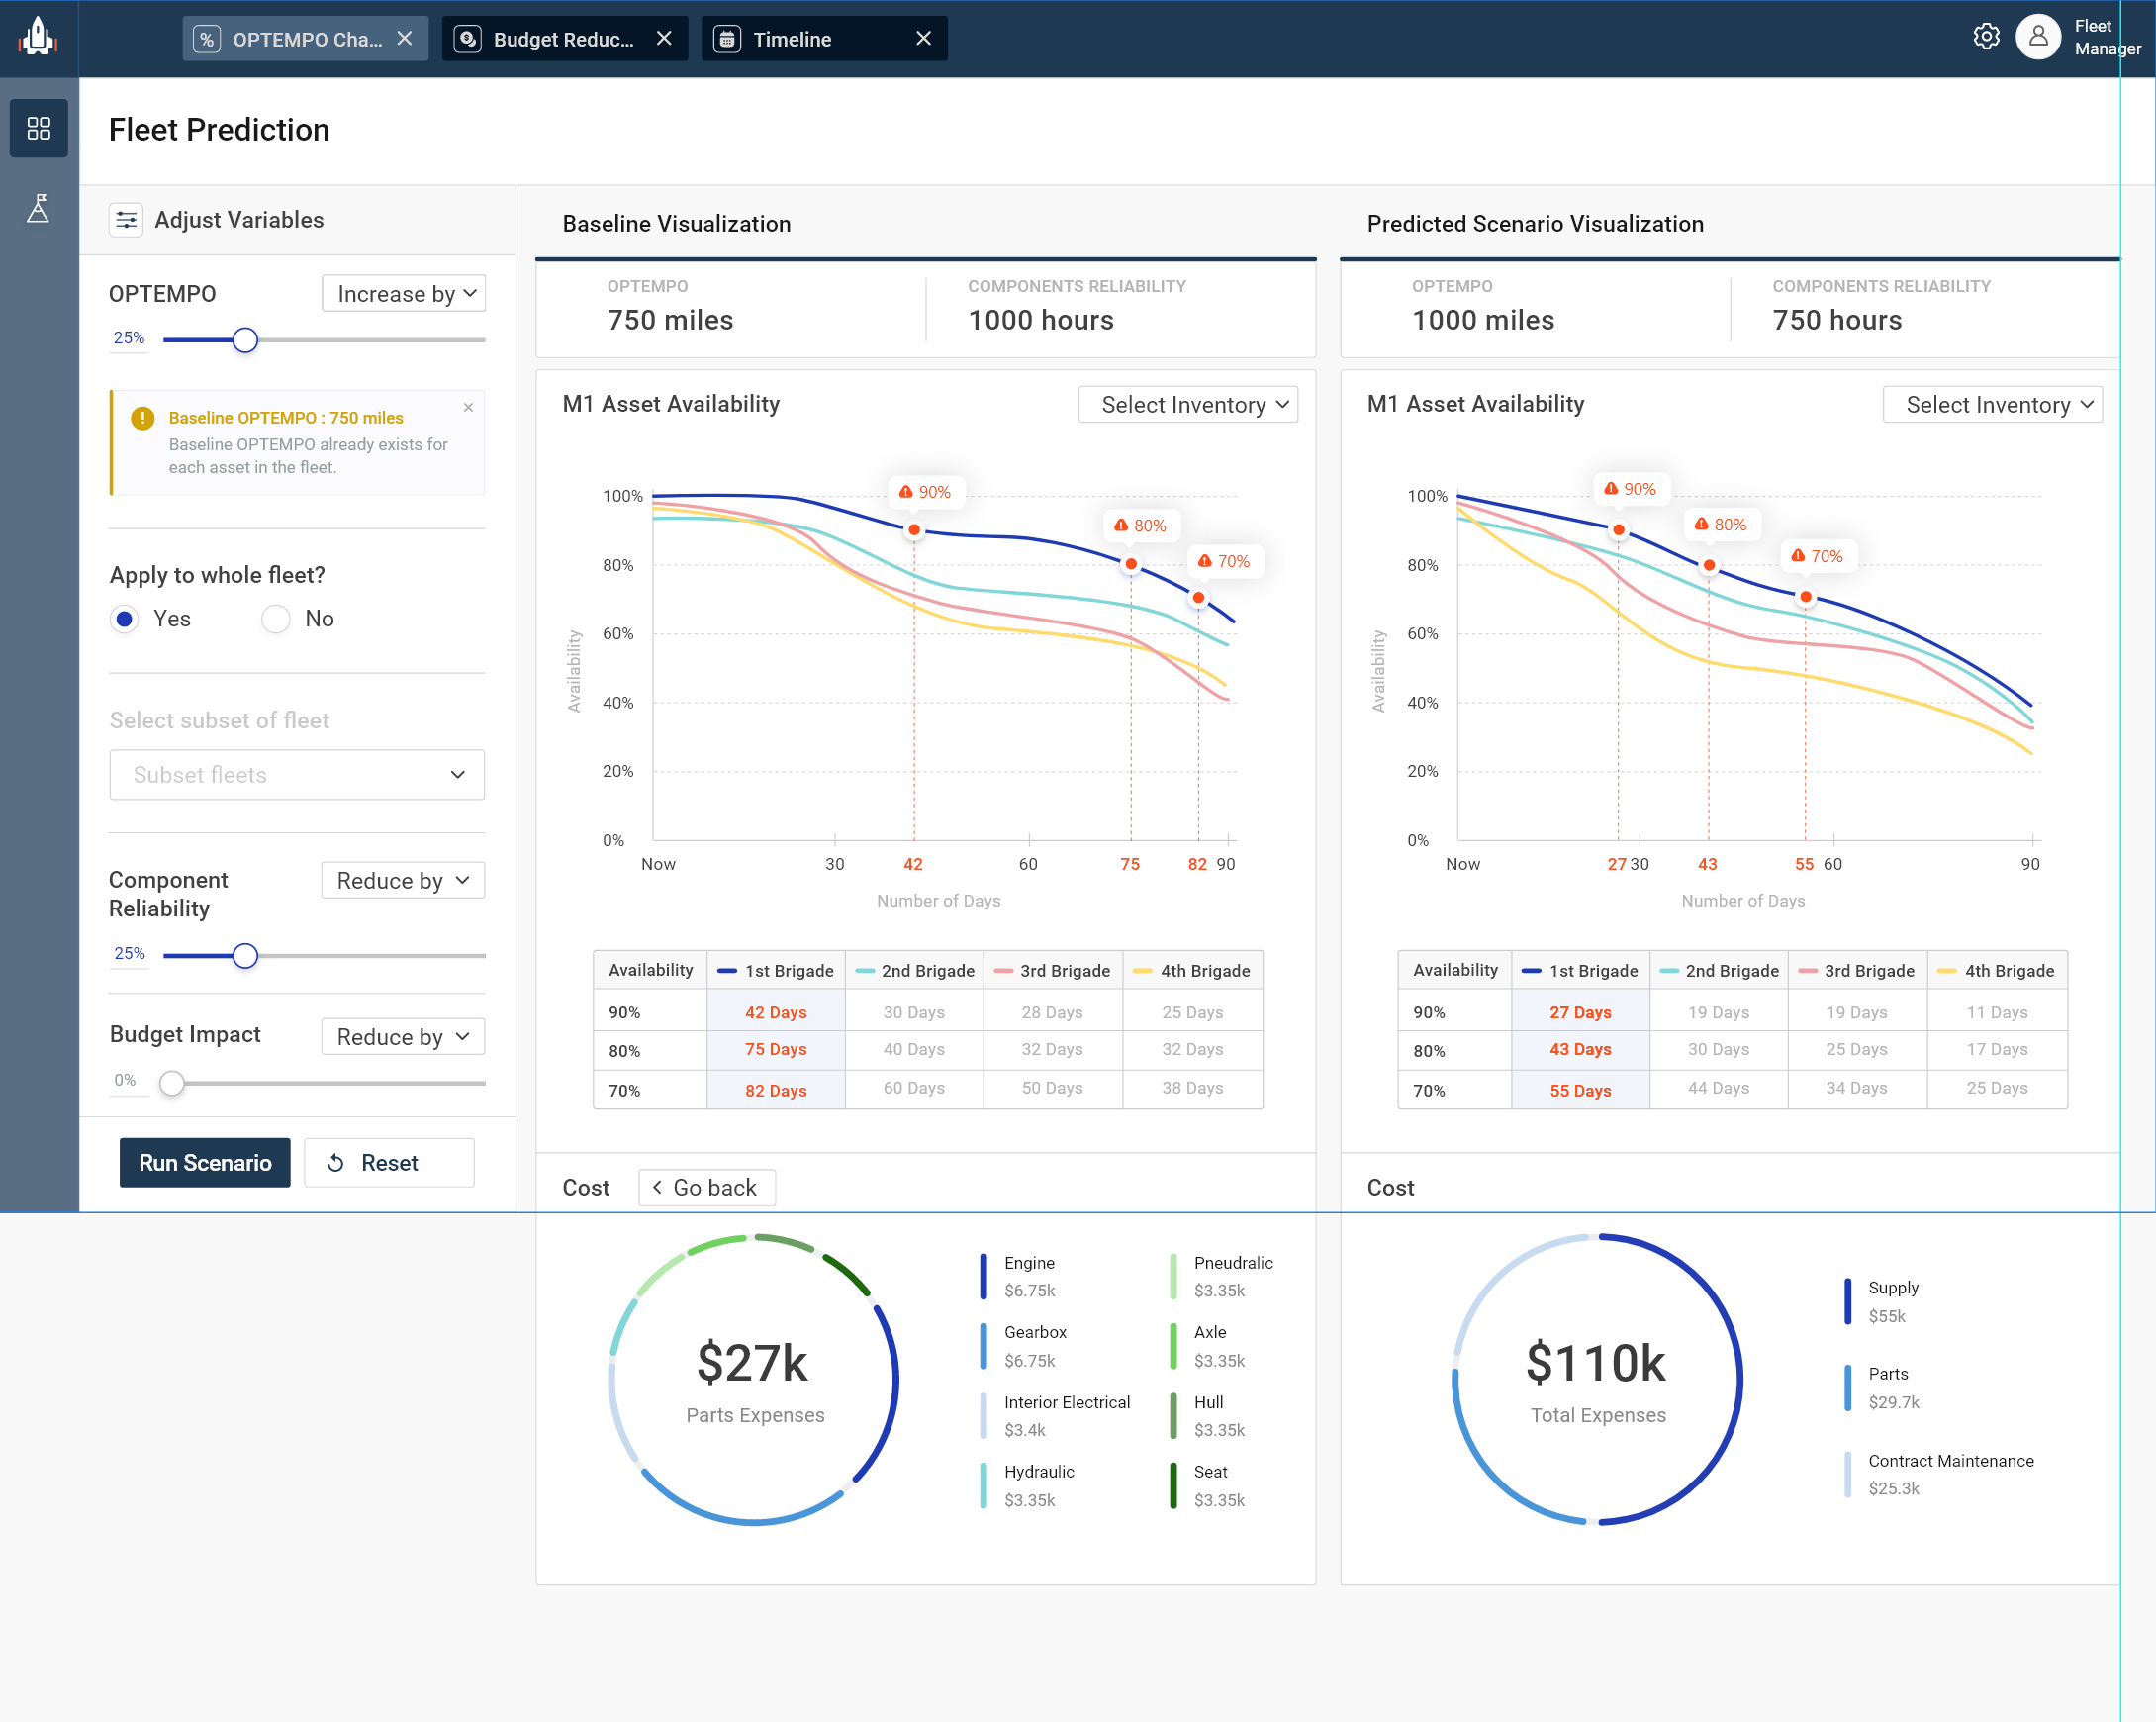 OPTEMPO Cha...
Budget Reduc...
Timeline
Fleet
Manager
Fleet Prediction
Adjust Variables
OPTEMPO
Increase by
25%
Baseline OPTEMPO : 750 miles
Baseline OPTEMPO already exists for
each asset in the fleet.
Apply to whole fleet?
Yes
No
Select subset of fleet
Subset fleets
Component
Reliability
Reduce by
25%
Budget Impact
Reduce by
0%
Run Scenario
Reset
Baseline Visualization
OPTEMPO
750 miles
COMPONENTS RELIABILITY
1000 hours
M1 Asset Availability
Select Inventory
90%
80%
70%
100%
80%
60%
40%
20%
0%
Availability
Now
30
42
60
75
82
90
Number of Days
Availability 1st Brigade 2nd Brigade 3rd Brigade 4th Brigade
90% 42 Days 30 Days 28 Days 25 Days
80% 75 Days 40 Days 32 Days 32 Days
70% 82 Days 60 Days 50 Days 38 Days
Cost
Go back
$27k
Parts Expenses
Engine
$6.75k
Gearbox
$6.75k
Interior Electrical
$3.4k
Hydraulic
$3.35k
Pneudralic
$3.35k
Axle
$3.35k
Hull
$3.35k
Seat
$3.35k
Predicted Scenario Visualization
OPTEMPO
1000 miles
COMPONENTS RELIABILITY
750 hours
M1 Asset Availability
Select Inventory
90%
80%
70%
100%
80%
60%
40%
20%
0%
Availability
Now
27
30
43
55
60
90
Number of Days
Availability 1st Brigade 2nd Brigade 3rd Brigade 4th Brigade
90% 27 Days 19 Days 19 Days 11 Days
80% 43 Days 30 Days 25 Days 17 Days
70% 55 Days 44 Days 34 Days 25 Days
Cost
$110k
Total Expenses
Supply
$55k
Parts
$29.7k
Contract Maintenance
$25.3k